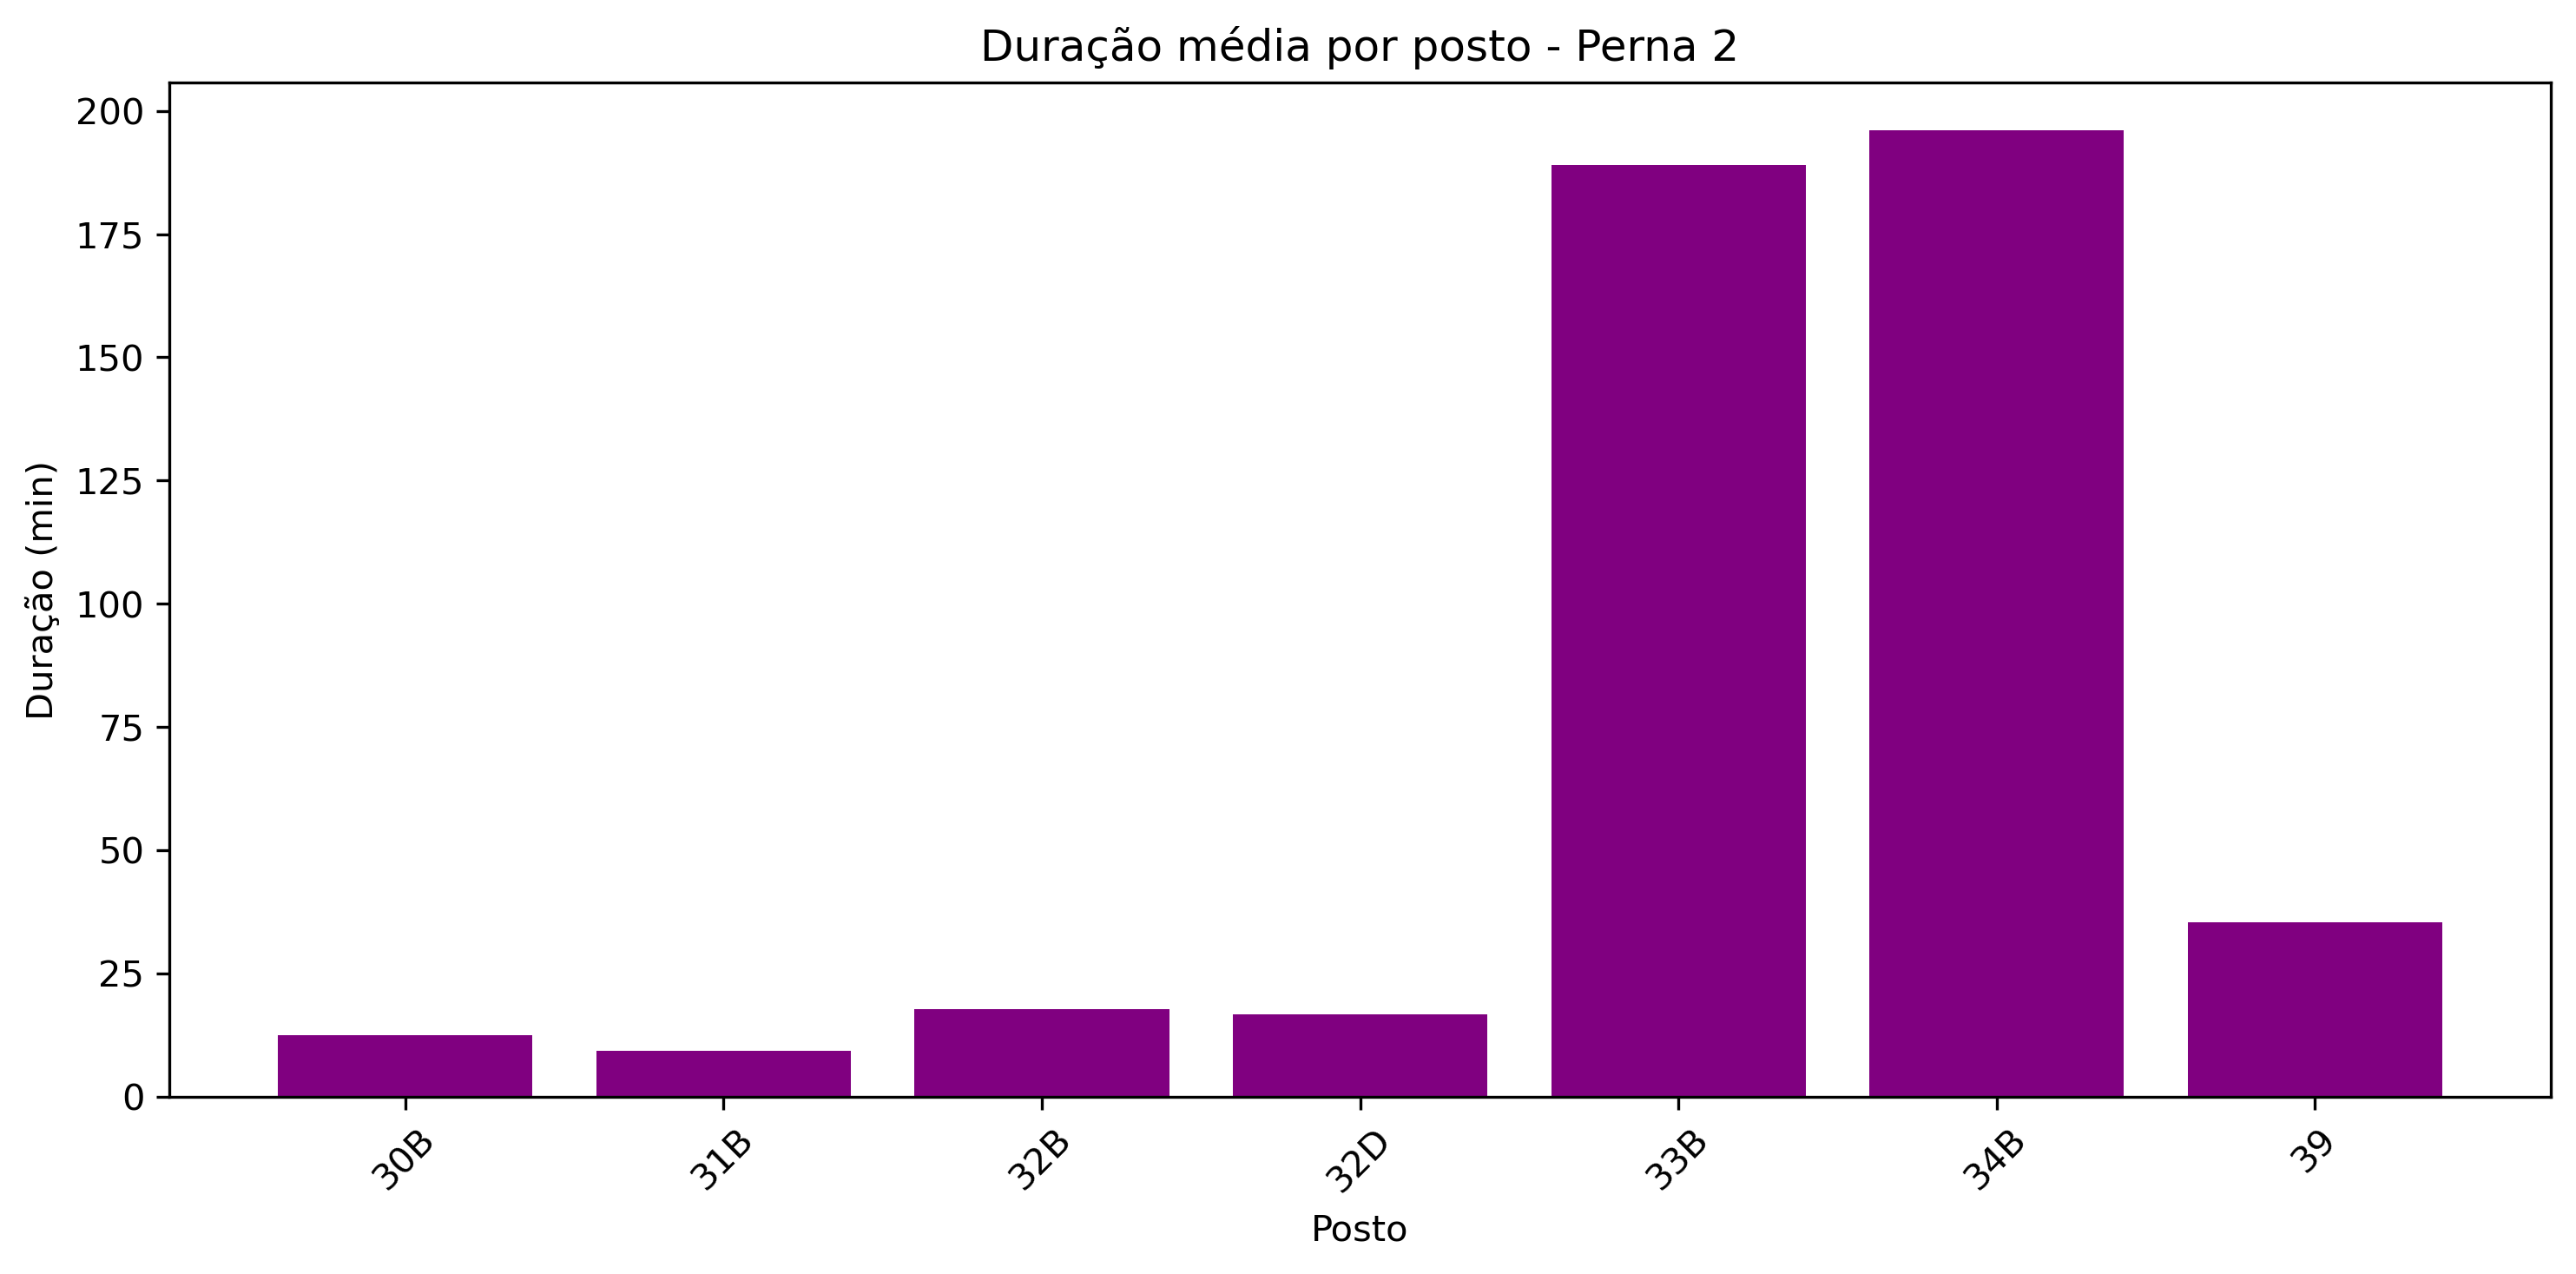 Duração média por posto - Perna 2
Duração (min)
200
175
150
125
100
75
50
25
0
30B
31B
32B
32D
33B
34B
39
Posto